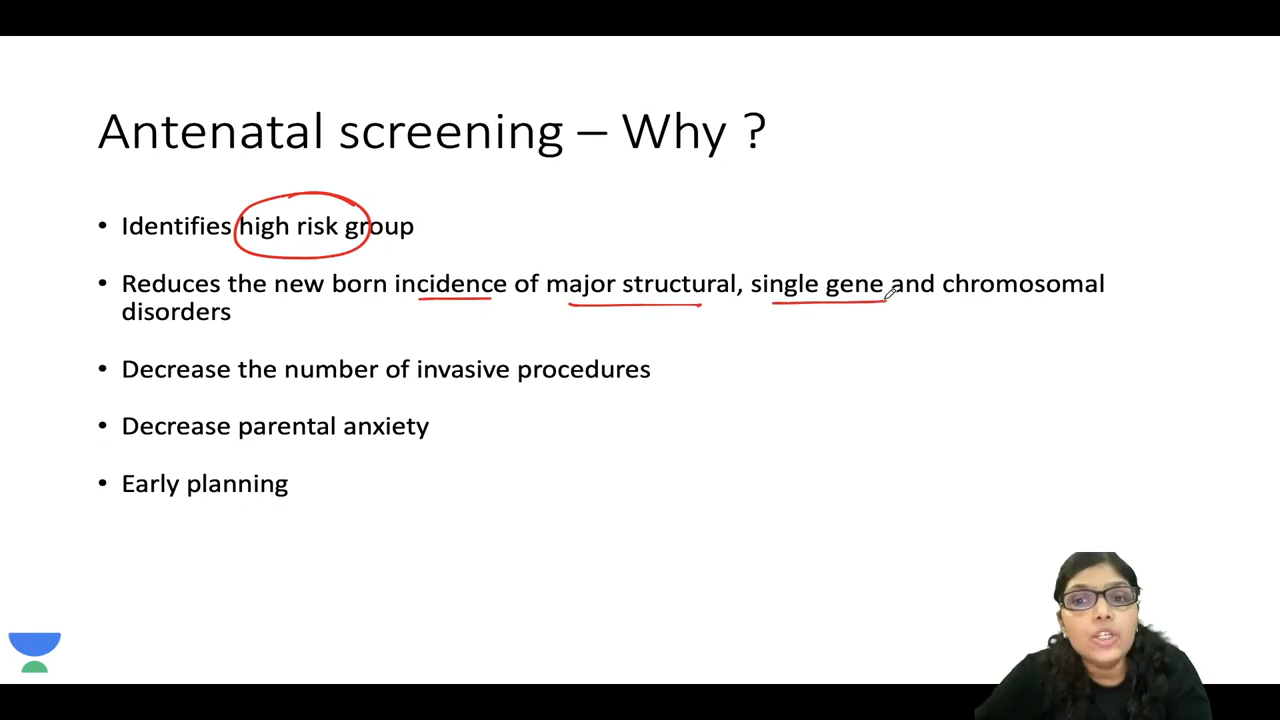 Antenatal screening – Why ?
• Identifies high risk group
• Reduces the new born incidence of major structural, single gene and chromosomal
disorders
• Decrease the number of invasive procedures
• Decrease parental anxiety
• Early planning